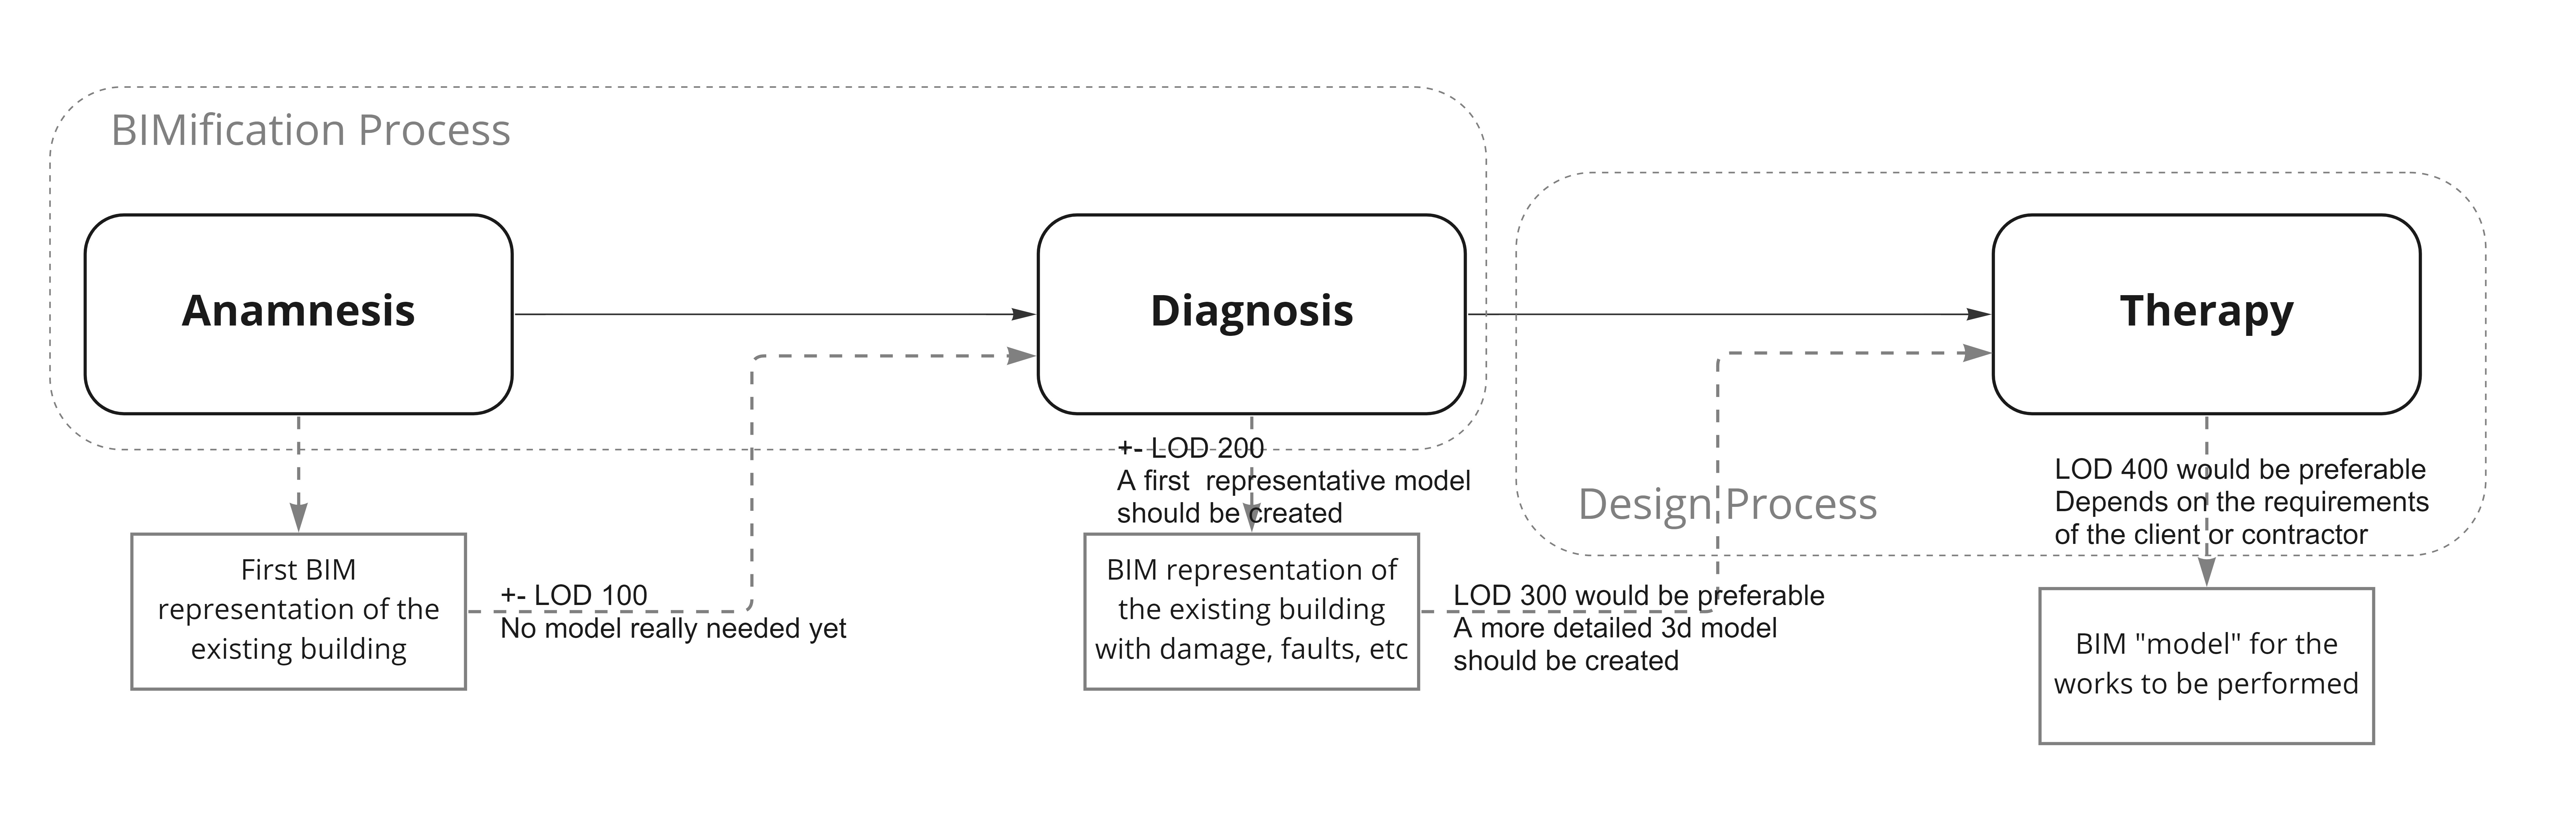 BIMification Process
Anamnesis
Diagnosis
Therapy
+- LOD 200
A first  representative model
should be created
Design Process
LOD 400 would be preferable
Depends on the requirements
of the client or contractor
First BIM
representation of the
existing building
+- LOD 100
No model really needed yet
BIM representation of
the existing building
with damage, faults, etc
LOD 300 would be preferable
A more detailed 3d model
should be created
BIM "model" for the
works to be performed